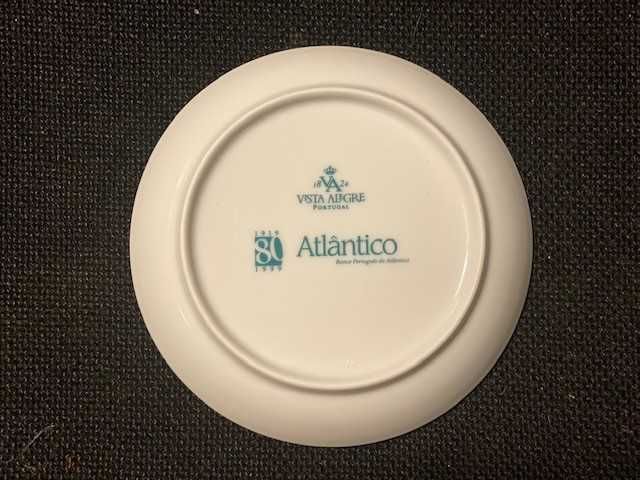 18 VA 24
VISTA ALEGRE
PORTUGAL
1919
80 Atlântico
Banco Português do Atlântico
1999